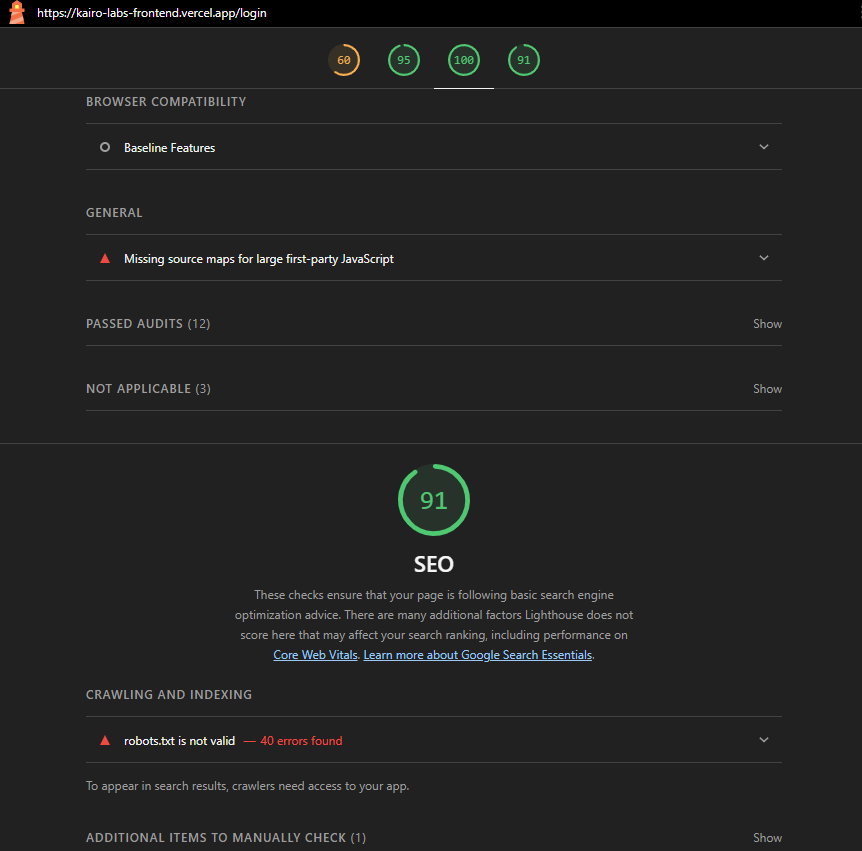 https://kairo-labs-frontend.vercel.app/login
60 95 100 91
BROWSER COMPATIBILITY
Baseline Features
GENERAL
Missing source maps for large first-party JavaScript
PASSED AUDITS (12) Show
NOT APPLICABLE (3) Show
91
SEO
These checks ensure that your page is following basic search engine
optimization advice. There are many additional factors Lighthouse does not
score here that may affect your search ranking, including performance on
Core Web Vitals. Learn more about Google Search Essentials.
CRAWLING AND INDEXING
robots.txt is not valid — 40 errors found
To appear in search results, crawlers need access to your app.
ADDITIONAL ITEMS TO MANUALLY CHECK (1) Show